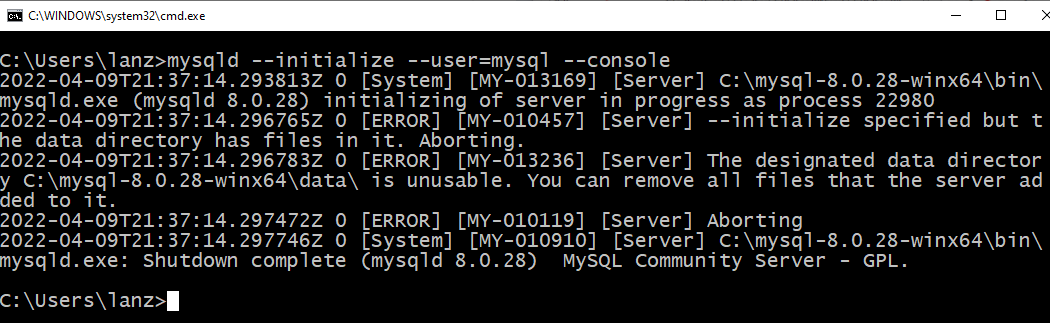 C:\WINDOWS\system32\cmd.exe
C:\Users\lanz>mysqld --initialize --user=mysql --console
2022-04-09T21:37:14.293813Z 0 [System] [MY-013169] [Server] C:\mysql-8.0.28-winx64\bin\
mysqld.exe (mysqld 8.0.28) initializing of server in progress as process 22980
2022-04-09T21:37:14.296765Z 0 [ERROR] [MY-010457] [Server] --initialize specified but t
he data directory has files in it. Aborting.
2022-04-09T21:37:14.296783Z 0 [ERROR] [MY-013236] [Server] The designated data director
y C:\mysql-8.0.28-winx64\data\ is unusable. You can remove all files that the server ad
ded to it.
2022-04-09T21:37:14.297472Z 0 [ERROR] [MY-010119] [Server] Aborting
2022-04-09T21:37:14.297746Z 0 [System] [MY-010910] [Server] C:\mysql-8.0.28-winx64\bin\
mysqld.exe: Shutdown complete (mysqld 8.0.28)  MySQL Community Server - GPL.
C:\Users\lanz>